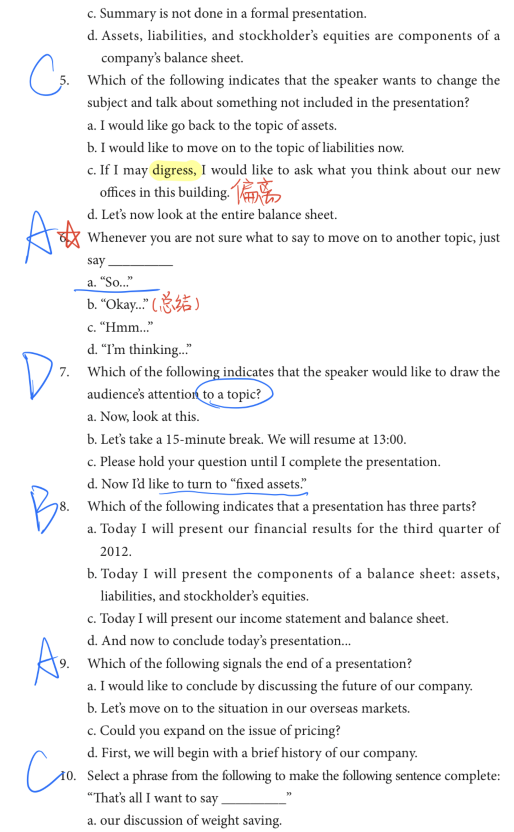 c. Summary is not done in a formal presentation.
d. Assets, liabilities, and stockholder's equities are components of a
company's balance sheet.
C 5. Which of the following indicates that the speaker wants to change the
subject and talk about something not included in the presentation?
a. I would like go back to the topic of assets.
b. I would like to move on to the topic of liabilities now.
c. If I may digress, I would like to ask what you think about our new
offices in this building. 偏离
d. Let's now look at the entire balance sheet.
A 6. Whenever you are not sure what to say to move on to another topic, just
say _________
a. “So...”
b. “Okay...” (总结)
c. “Hmm...”
d. “I'm thinking...”
D 7. Which of the following indicates that the speaker would like to draw the
audience's attention to a topic?
a. Now, look at this.
b. Let's take a 15-minute break. We will resume at 13:00.
c. Please hold your question until I complete the presentation.
d. Now I'd like to turn to “fixed assets.”
B 8. Which of the following indicates that a presentation has three parts?
a. Today I will present our financial results for the third quarter of
2012.
b. Today I will present the components of a balance sheet: assets,
liabilities, and stockholder's equities.
c. Today I will present our income statement and balance sheet.
d. And now to conclude today's presentation...
A 9. Which of the following signals the end of a presentation?
a. I would like to conclude by discussing the future of our company.
b. Let's move on to the situation in our overseas markets.
c. Could you expand on the issue of pricing?
d. First, we will begin with a brief history of our company.
C 10. Select a phrase from the following to make the following sentence complete:
“That's all I want to say _________”
a. our discussion of weight saving.